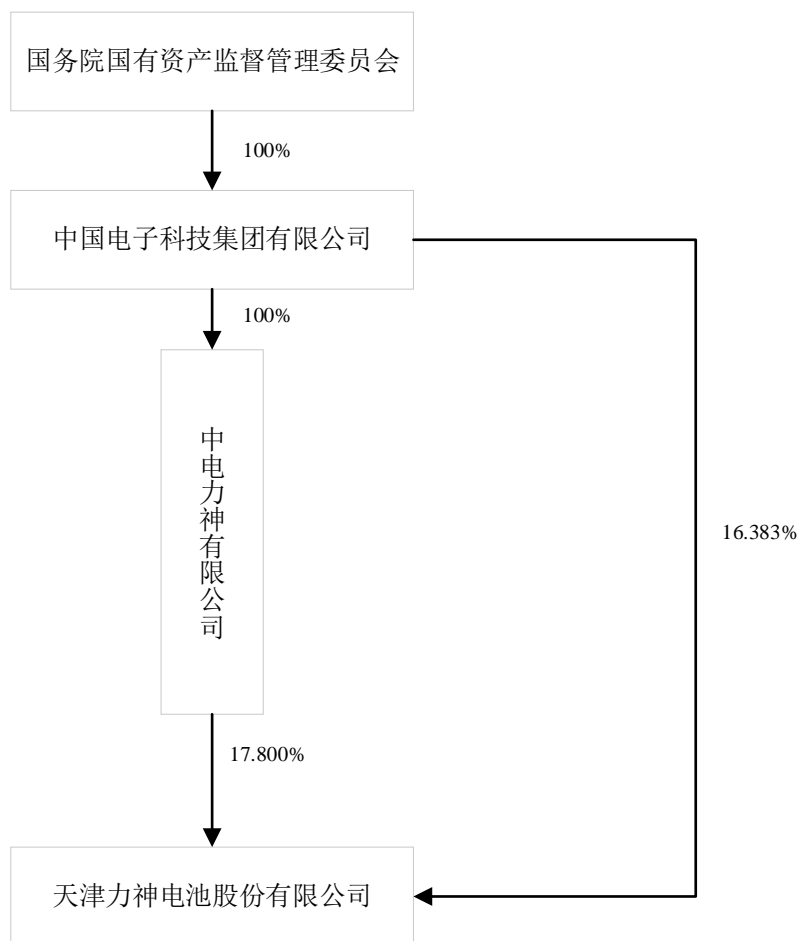 国务院国有资产监督管理委员会
100%
中国电子科技集团有限公司
100%
中电力神有限公司
16.383%
17.800%
天津力神电池股份有限公司